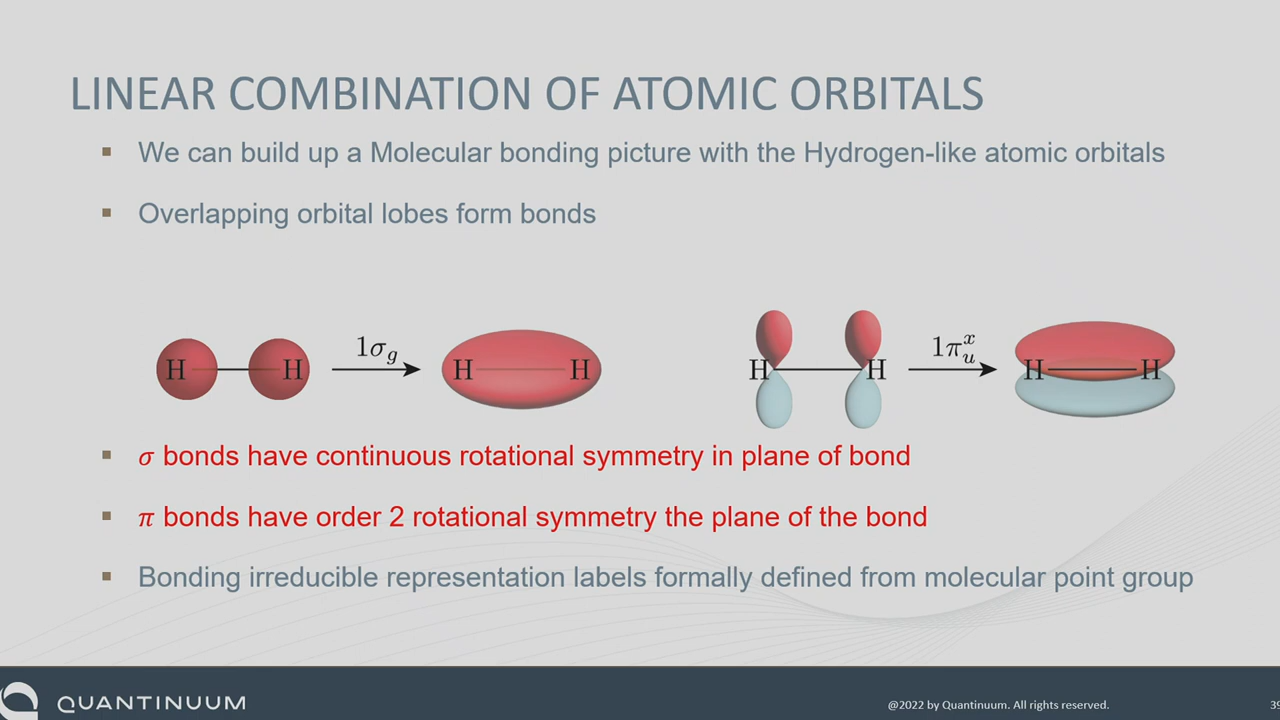 LINEAR COMBINATION OF ATOMIC ORBITALS
We can build up a Molecular bonding picture with the Hydrogen-like atomic orbitals
Overlapping orbital lobes form bonds
H H 1σg H H
H H 1πxu H H
σ bonds have continuous rotational symmetry in plane of bond
π bonds have order 2 rotational symmetry the plane of the bond
Bonding irreducible representation labels formally defined from molecular point group
QUANTINUUM
@2022 by Quantinuum. All rights reserved.